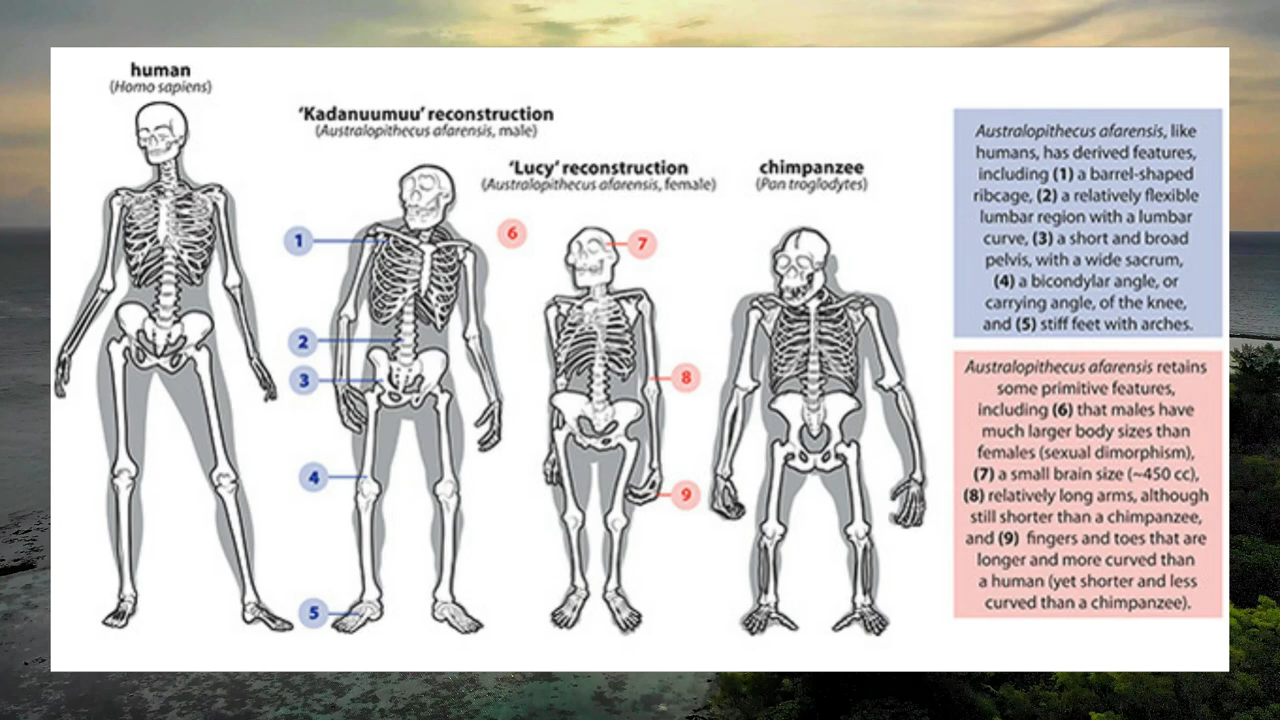 human
(Homo sapiens)
'Kadanuumuu' reconstruction
(Australopithecus afarensis, male)
'Lucy' reconstruction
(Australopithecus afarensis, female)
chimpanzee
(Pan troglodytes)
1
2
3
4
5
6
7
8
9
Australopithecus afarensis, like
humans, has derived features,
including (1) a barrel-shaped
ribcage, (2) a relatively flexible
lumbar region with a lumbar
curve, (3) a short and broad
pelvis, with a wide sacrum,
(4) a bicondylar angle, or
carrying angle, of the knee,
and (5) stiff feet with arches.
Australopithecus afarensis retains
some primitive features,
including (6) that males have
much larger body sizes than
females (sexual dimorphism),
(7) a small brain size (~450 cc),
(8) relatively long arms, although
still shorter than a chimpanzee,
and (9) fingers and toes that are
longer and more curved than
a human (yet shorter and less
curved than a chimpanzee).